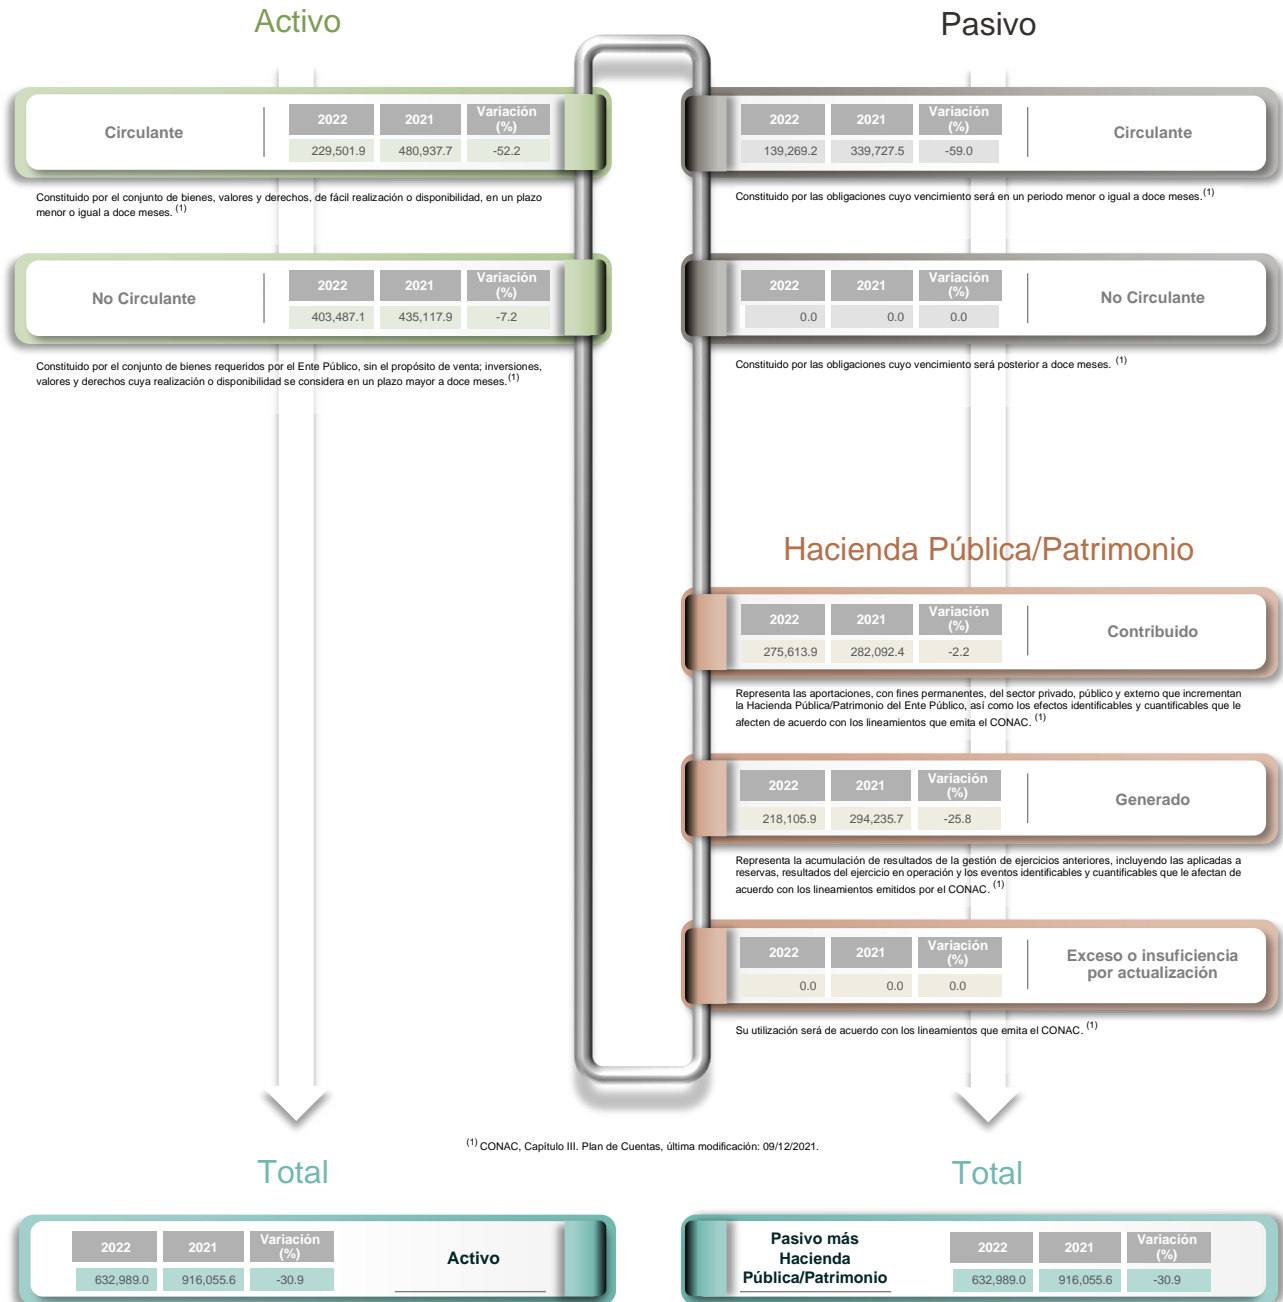 Activo
Circulante
2022 2021 Variación (%)
229,501.9 480,937.7 -52.2
Constituido por el conjunto de bienes, valores y derechos, de fácil realización o disponibilidad, en un plazo
menor o igual a doce meses. (1)
No Circulante
2022 2021 Variación (%)
403,487.1 435,117.9 -7.2
Constituido por el conjunto de bienes requeridos por el Ente Público, sin el propósito de venta; inversiones,
valores y derechos cuya realización o disponibilidad se considera en un plazo mayor a doce meses. (1)
Pasivo
2022 2021 Variación (%)
139,269.2 339,727.5 -59.0
Circulante
Constituido por las obligaciones cuyo vencimiento será en un periodo menor o igual a doce meses. (1)
2022 2021 Variación (%)
0.0 0.0 0.0
No Circulante
Constituido por las obligaciones cuyo vencimiento será posterior a doce meses. (1)
Hacienda Pública/Patrimonio
2022 2021 Variación (%)
275,613.9 282,092.4 -2.2
Contribuido
Representa las aportaciones, con fines permanentes, del sector privado, público y externo que incrementan
la Hacienda Pública/Patrimonio del Ente Público, así como los efectos identificables y cuantificables que le
afecten de acuerdo con los lineamientos que emita el CONAC. (1)
2022 2021 Variación (%)
218,105.9 294,235.7 -25.8
Generado
Representa la acumulación de resultados de la gestión de ejercicios anteriores, incluyendo las aplicadas a
reservas, resultados del ejercicio en operación y los eventos identificables y cuantificables que le afectan de
acuerdo con los lineamientos emitidos por el CONAC. (1)
2022 2021 Variación (%)
0.0 0.0 0.0
Exceso o insuficiencia
por actualización
Su utilización será de acuerdo con los lineamientos que emita el CONAC. (1)
(1) CONAC, Capítulo III. Plan de Cuentas, última modificación: 09/12/2021.
Total
2022 2021 Variación (%)
632,989.0 916,055.6 -30.9
Activo
Total
Pasivo más
Hacienda
Pública/Patrimonio
2022 2021 Variación (%)
632,989.0 916,055.6 -30.9